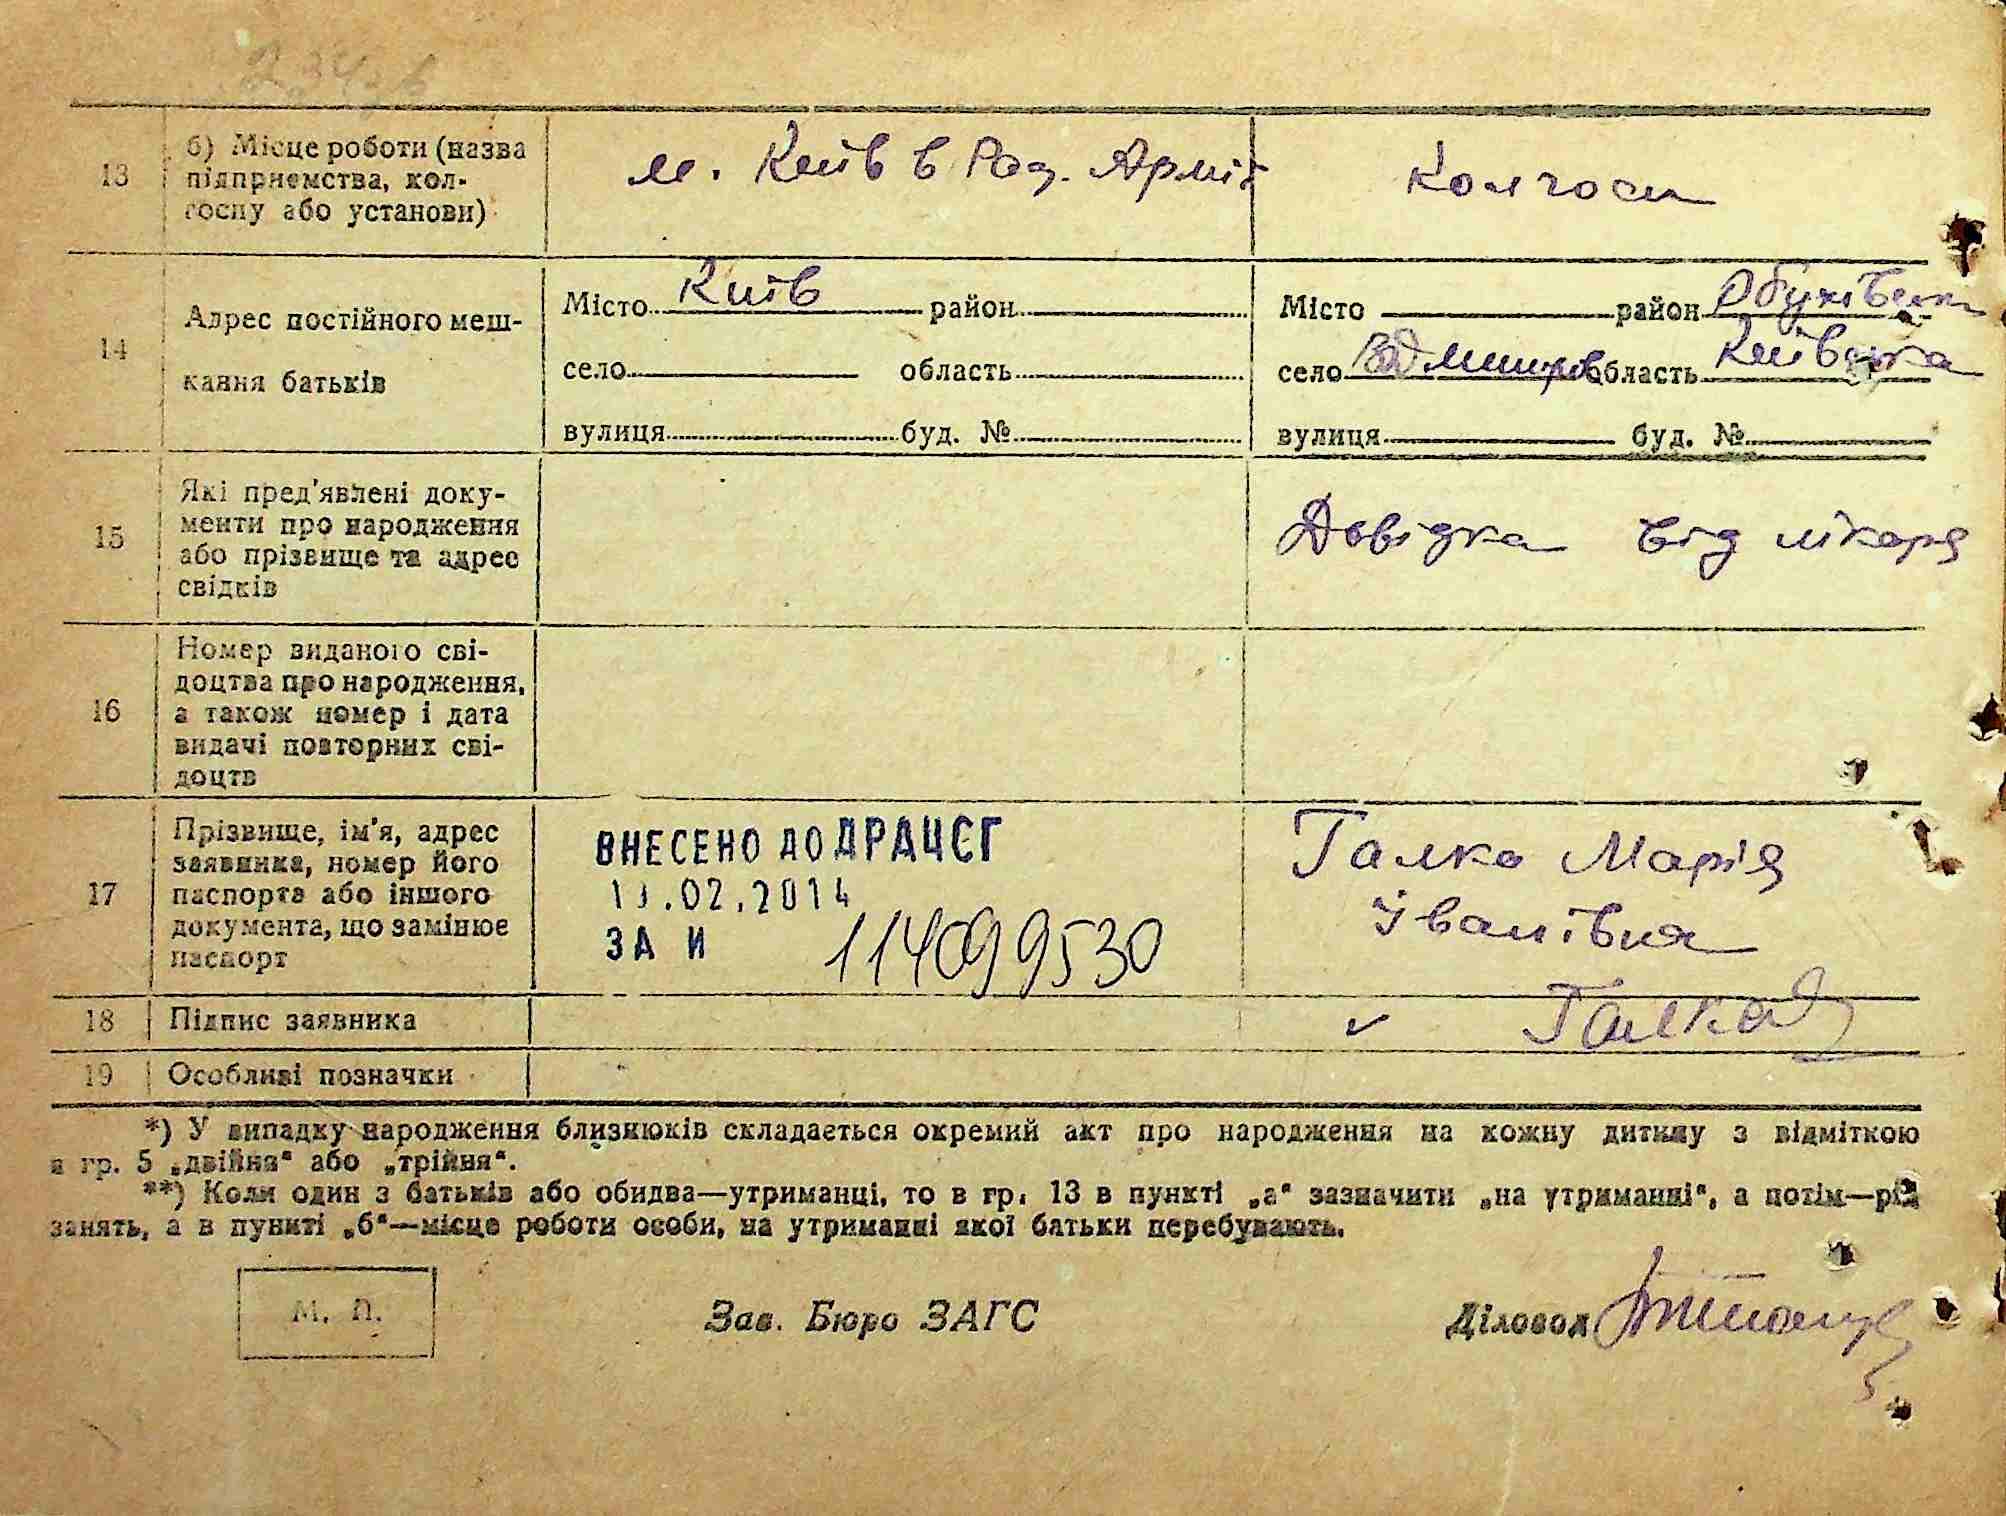 13
б) Місце роботи (назва
підприємства, кол-
госпу або установи)
м. Київ в Рад. Армії
Колгосп
14
Адрес постійного меш-
кання батьків
Місто Київ район
село область
вулиця буд. №
Місто район Обухівськ
село область Київська
вулиця буд. №
15
Які пред'явлені доку-
менти про народження
або прізвище та адрес
свідків
Довідка від лікаря
16
Номер виданого сві-
доцтва про народження,
а також номер і дата
видачі повторних сві-
доцтв
17
Прізвище, ім'я, адрес
заявника, номер його
паспорта або іншого
документа, що замінює
паспорт
ВНЕСЕНО ДО ДРАЦСГ
.02.2014
ЗА И 114099530
Галко Марія
Іванівна
18
Підпис заявника
✓
19
Особливі позначки
*) У випадку народження близнюків складається окремий акт про народження на кожну дитину з відміткою
в гр. 5 „двійня“ або „трійня“.
**) Коли один з батьків або обидва—утриманці, то в гр. 13 в пункті „а“ зазначити „на утриманні“, а потім—рід
занять, а в пункті „б“—місце роботи особи, на утриманні якої батьки перебувають.
М. П.
Зав. Бюро ЗАГС
Діловод